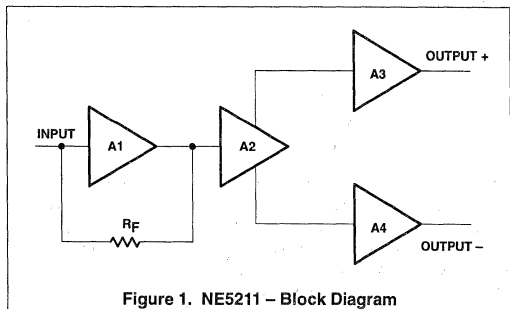 OUTPUT +
A3
INPUT
A1
A2
RF
A4
OUTPUT –
Figure 1. NE5211 – Block Diagram